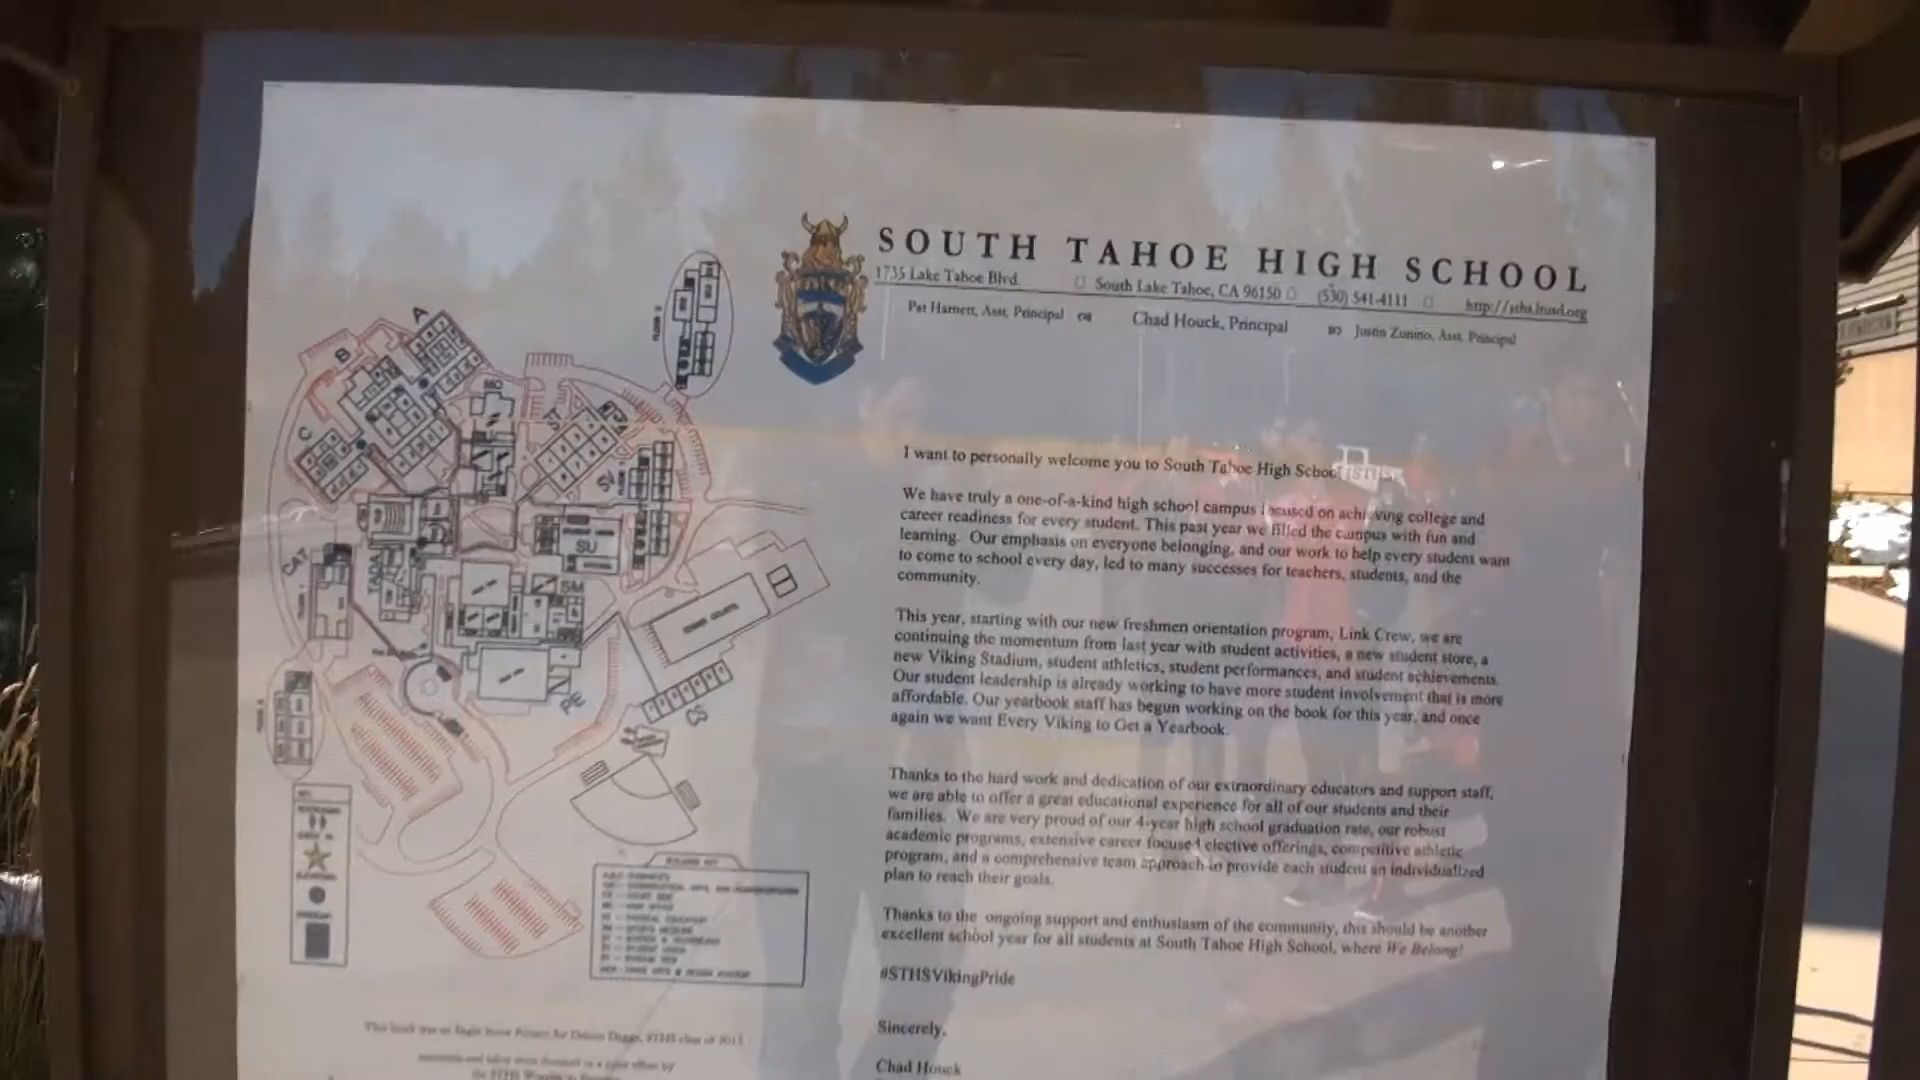 SOUTH TAHOE HIGH SCHOOL
1735 Lake Tahoe Blvd. South Lake Tahoe, CA 96150 (530) 541-4111 http://sths.ltusd.org
Pat Harnett, Asst. Principal Chad Houck, Principal Justin Zunino, Asst. Principal
I want to personally welcome you to South Tahoe High School (STHS).
We have truly a one-of-a-kind high school campus focused on achieving college and
career readiness for every student. This past year we filled the campus with fun and
learning. Our emphasis on everyone belonging, and our work to help every student want
to come to school every day, led to many successes for teachers, students, and the
community.
This year, starting with our new freshmen orientation program, Link Crew, we are
continuing the momentum from last year with student activities, a new student store, a
new Viking Stadium, student athletics, student performances, and student achievements.
Our student leadership is already working to have more student involvement that is more
affordable. Our yearbook staff has begun working on the book for this year, and once
again we want Every Viking to Get a Yearbook.
Thanks to the hard work and dedication of our extraordinary educators and support staff,
we are able to offer a great educational experience for all of our students and their
families. We are very proud of our 4-year high school graduation rate, our robust
academic programs, extensive career focused elective offerings, competitive athletic
program, and a comprehensive team approach to provide each student an individualized
plan to reach their goals.
Thanks to the ongoing support and enthusiasm of the community, this should be another
excellent school year for all students at South Tahoe High School, where We Belong!
#STHSVikingPride
Sincerely,
Chad Houck
A
B
C
MO
ST
SV
SU
CAT
TADA
SM
PE
CS